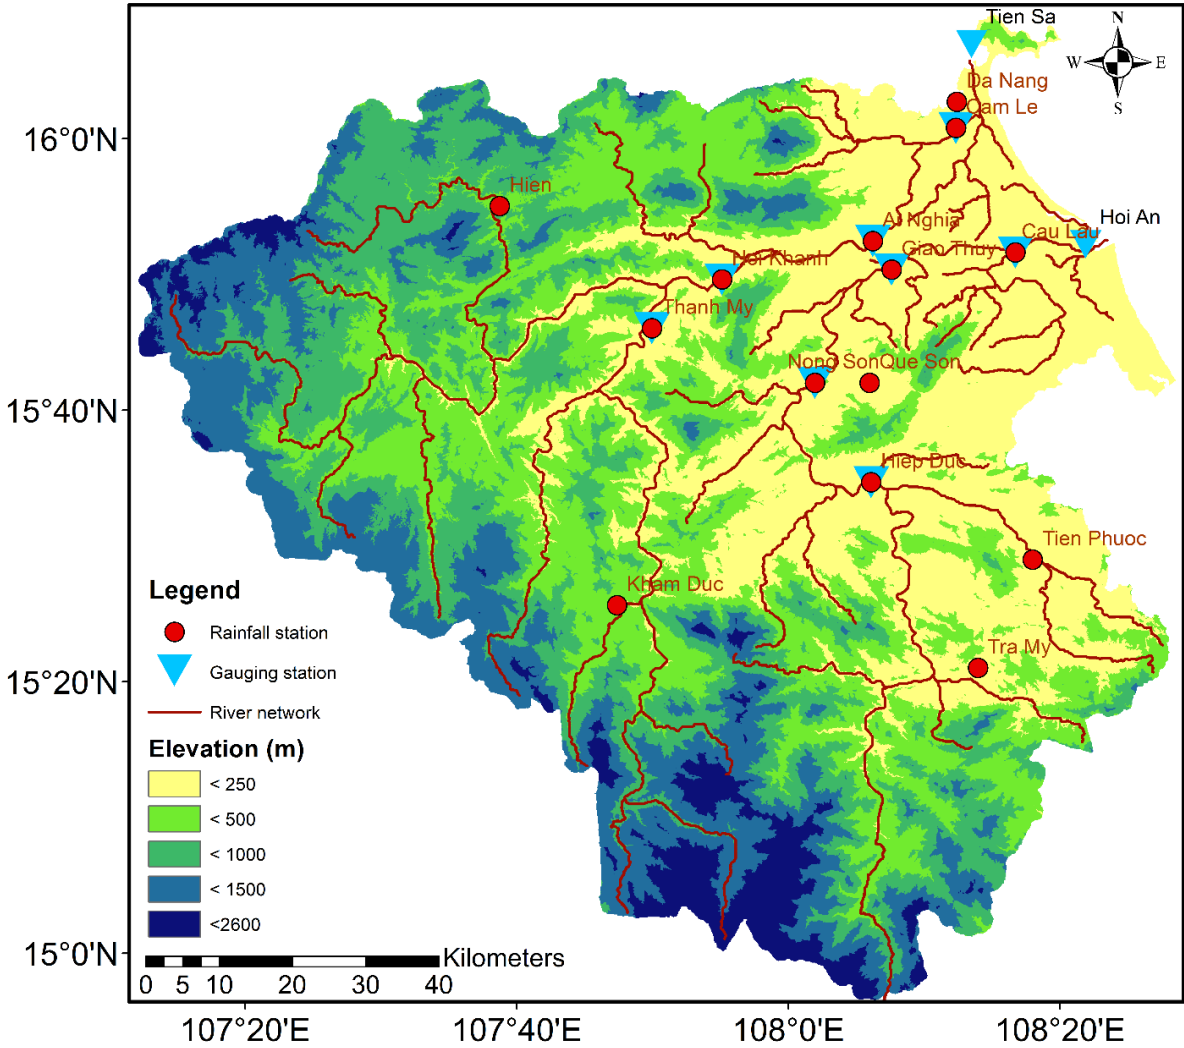 Tien Sa
N
W
E
S
Da Nang
Cam Le
16°0'N
Hien
Ai Nghia
Hoi An
Cau Lau
Giao Thuy
Hoi Khanh
Thanh My
Nong Son
Que Son
15°40'N
Hiep Duc
Tien Phuoc
Kham Duc
Tra My
Legend
Rainfall station
Gauging station
River network
15°20'N
Elevation (m)
< 250
< 500
< 1000
< 1500
<2600
15°0'N
Kilometers
0 5 10 20 30 40
107°20'E 107°40'E 108°0'E 108°20'E